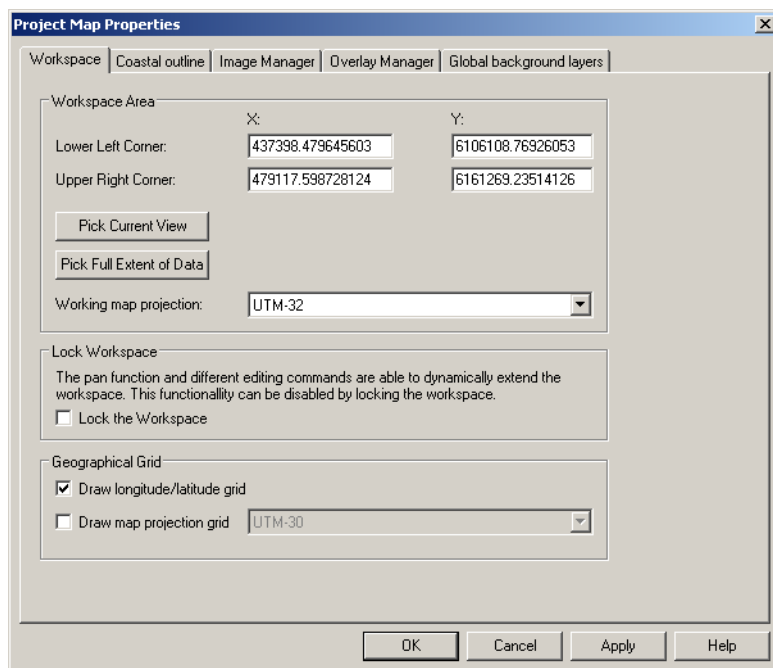 Project Map Properties
Workspace Coastal outline Image Manager Overlay Manager Global background layers
Workspace Area
X: Y:
Lower Left Corner: 437398.479645603 6106108.76926053
Upper Right Corner: 479117.598728124 6161269.23514126
Pick Current View
Pick Full Extent of Data
Working map projection: UTM-32
Lock Workspace
The pan function and different editing commands are able to dynamically extend the
workspace. This functionallity can be disabled by locking the workspace.
Lock the Workspace
Geographical Grid
Draw longitude/latitude grid
Draw map projection grid UTM-30
OK Cancel Apply Help